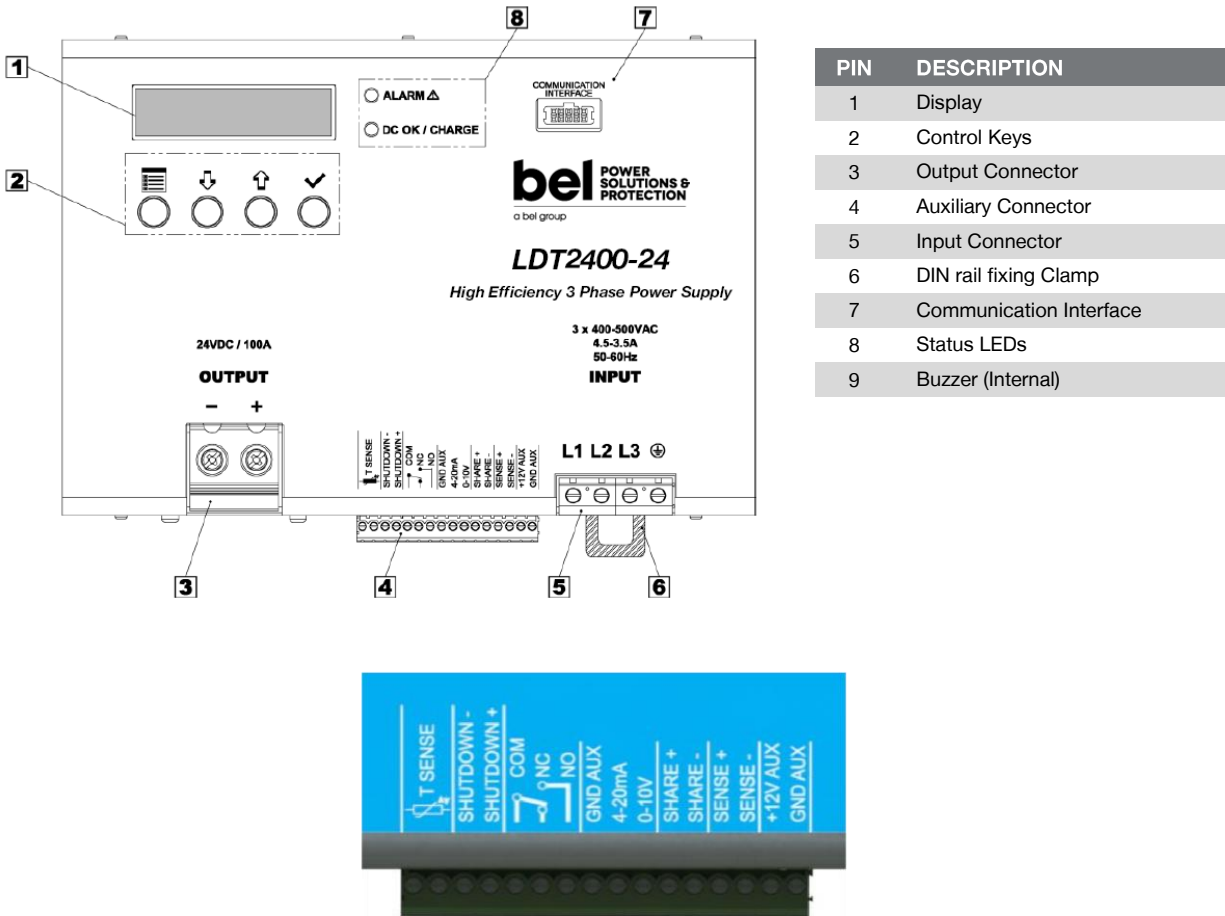 8
7
1
ALARM ⚠
DC OK / CHARGE
COMMUNICATION
INTERFACE
2
bel POWER
SOLUTIONS &
PROTECTION
a bel group
LDT2400-24
High Efficiency 3 Phase Power Supply
24VDC / 100A
OUTPUT
- +
3 x 400-500VAC
4.5-3.5A
50-60Hz
INPUT
T SENSE
SHUTDOWN -
SHUTDOWN +
COM
NC
NO
GND AUX
4-20mA
0-10V
SHARE +
SHARE -
SENSE +
SENSE -
+12V AUX
GND AUX
L1 L2 L3
3
4
5
6
PIN DESCRIPTION
1 Display
2 Control Keys
3 Output Connector
4 Auxiliary Connector
5 Input Connector
6 DIN rail fixing Clamp
7 Communication Interface
8 Status LEDs
9 Buzzer (Internal)
T SENSE
SHUTDOWN -
SHUTDOWN +
COM
NC
NO
GND AUX
4-20mA
0-10V
SHARE +
SHARE -
SENSE +
SENSE -
+12V AUX
GND AUX